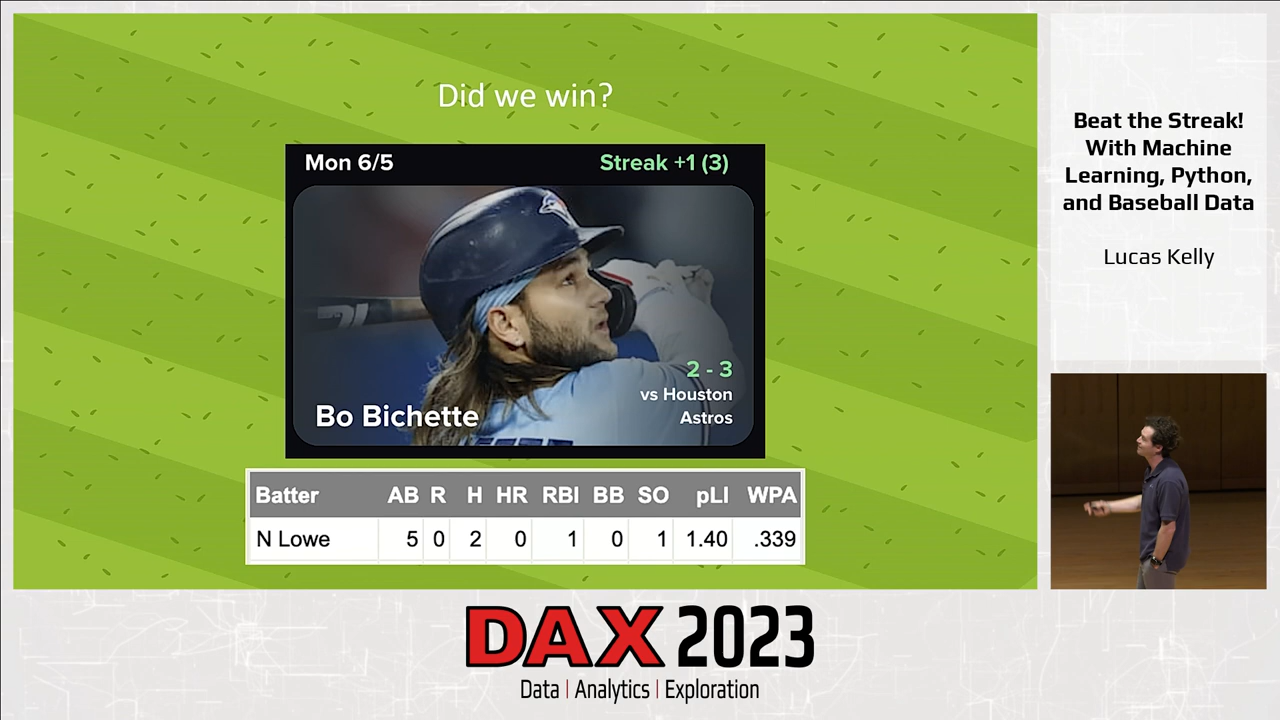 Did we win?
Mon 6/5 Streak +1 (3)
2 - 3
vs Houston
Astros
Bo Bichette
Batter AB R H HR RBI BB SO pLI WPA
N Lowe 5 0 2 0 1 0 1 1.40 .339
Beat the Streak!
With Machine
Learning, Python,
and Baseball Data
Lucas Kelly
DAX 2023
Data | Analytics | Exploration